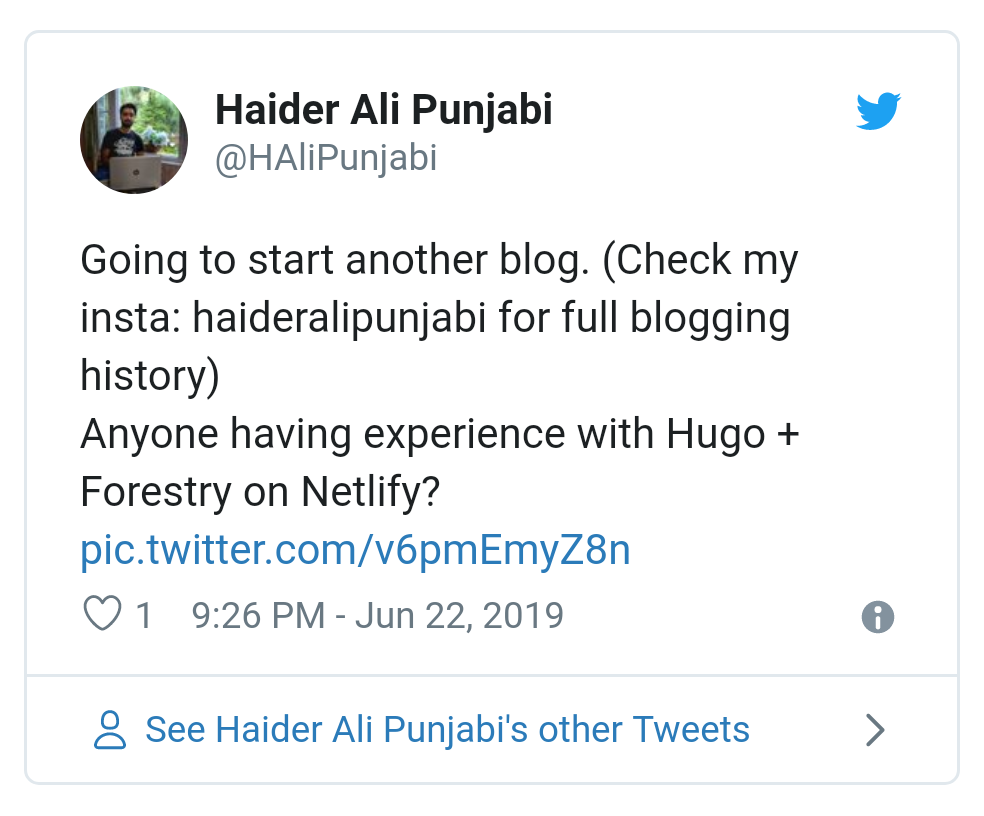 Haider Ali Punjabi
@HAliPunjabi
Going to start another blog. (Check my
insta: haideralipunjabi for full blogging
history)
Anyone having experience with Hugo +
Forestry on Netlify?
pic.twitter.com/v6pmEmyZ8n
1 9:26 PM - Jun 22, 2019
See Haider Ali Punjabi's other Tweets